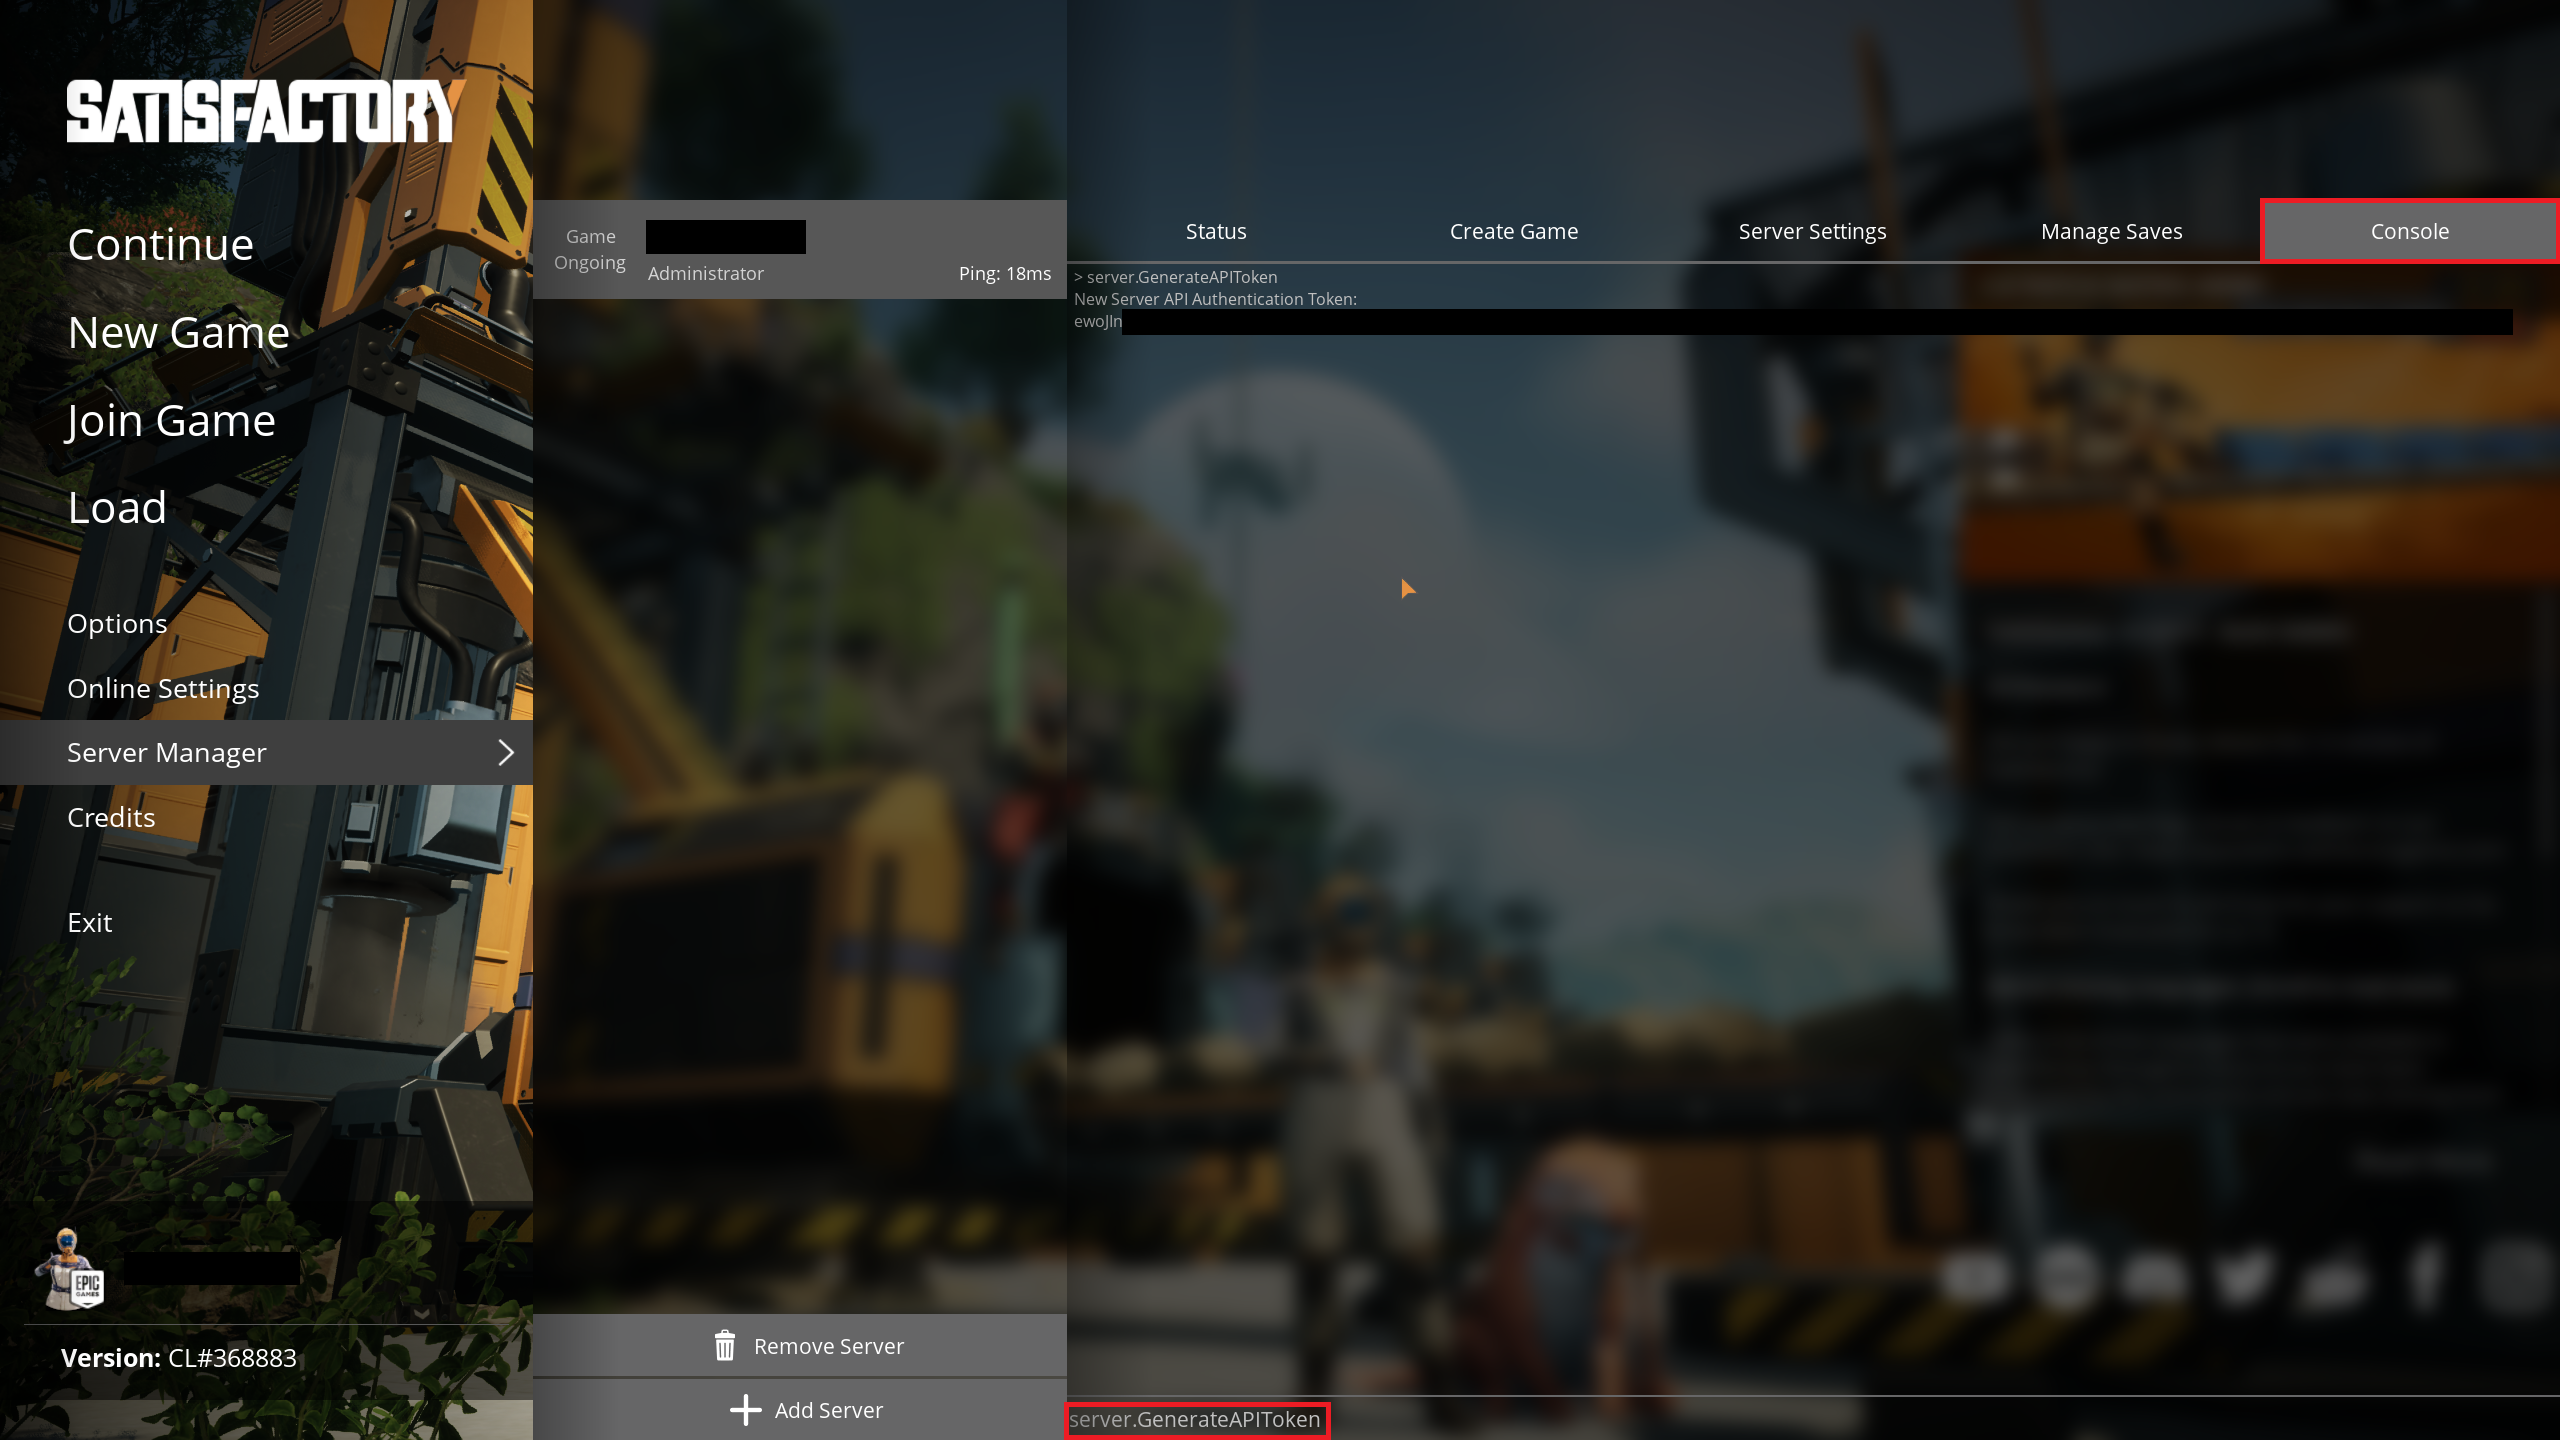 SATISFACTORY
Continue
New Game
Join Game
Load
Options
Online Settings
Server Manager
Credits
Exit
EPIC
GAMES
Version: CL#368883
Game
Ongoing
Administrator
Ping: 18ms
Remove Server
Add Server
Status
Create Game
Server Settings
Manage Saves
Console
> server.GenerateAPIToken
New Server API Authentication Token:
ewoJIn
server.GenerateAPIToken